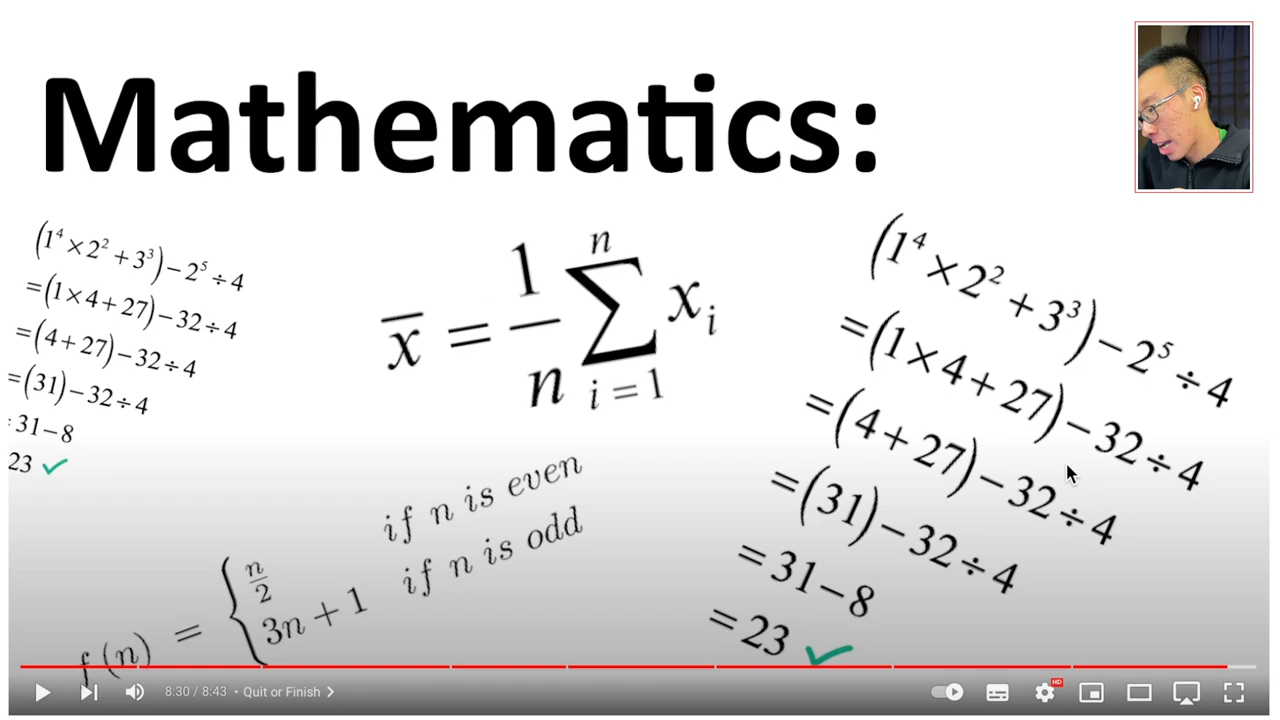 Mathematics:
(1⁴ × 2² + 3³) − 2⁵ ÷ 4
= (1 × 4 + 27) − 32 ÷ 4
= (4 + 27) − 32 ÷ 4
= (31) − 32 ÷ 4
: 31 − 8
23 ✓
x̄ = 1/n ∑ⁿᵢ₌₁ xᵢ
f(n) = { n/2 if n is even
3n + 1 if n is odd
(1⁴ × 2² + 3³) − 2⁵ ÷ 4
= (1 × 4 + 27) − 32 ÷ 4
= (4 + 27) − 32 ÷ 4
= (31) − 32 ÷ 4
= 31 − 8
= 23 ✓
8:30 / 8:43 • Quit or Finish >
HD